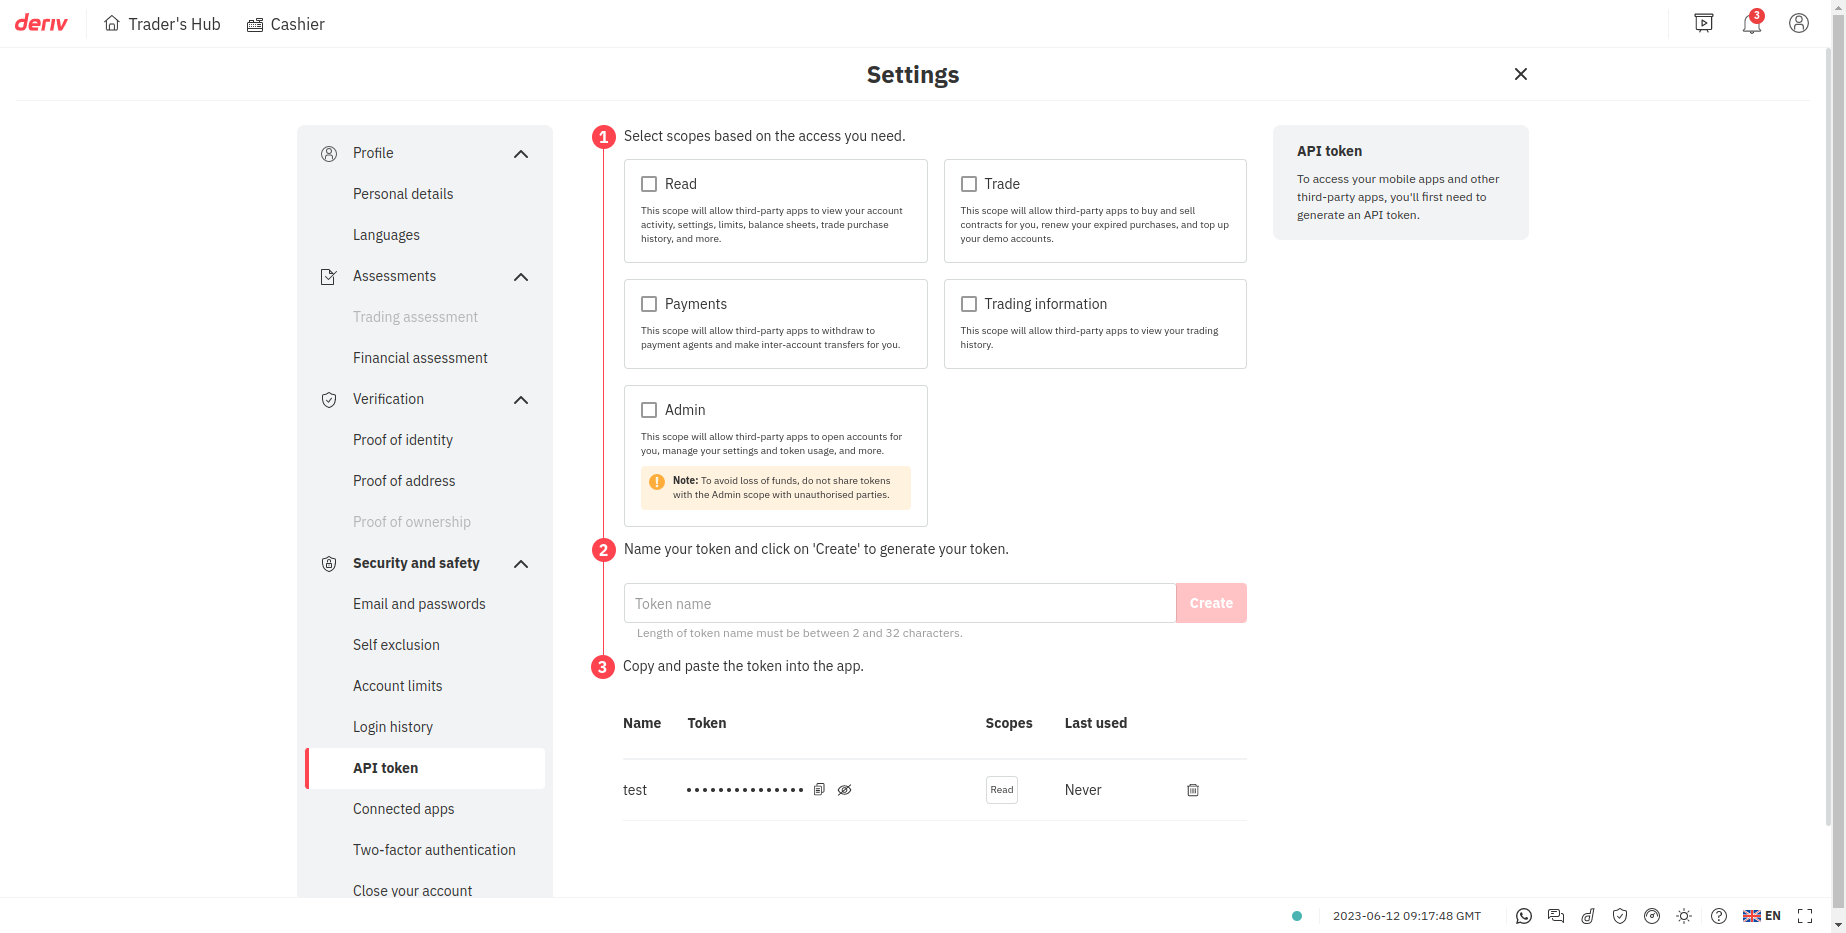 deriv
Trader's Hub
Cashier
3
Settings
Profile
Personal details
Languages
Assessments
Trading assessment
Financial assessment
Verification
Proof of identity
Proof of address
Proof of ownership
Security and safety
Email and passwords
Self exclusion
Account limits
Login history
API token
Connected apps
Two-factor authentication
Close your account
1
Select scopes based on the access you need.
Read
This scope will allow third-party apps to view your account
activity, settings, limits, balance sheets, trade purchase
history, and more.
Trade
This scope will allow third-party apps to buy and sell
contracts for you, renew your expired purchases, and top up
your demo accounts.
Payments
This scope will allow third-party apps to withdraw to
payment agents and make inter-account transfers for you.
Trading information
This scope will allow third-party apps to view your trading
history.
Admin
This scope will allow third-party apps to open accounts for
you, manage your settings and token usage, and more.
Note: To avoid loss of funds, do not share tokens
with the Admin scope with unauthorised parties.
2
Name your token and click on 'Create' to generate your token.
Token name
Create
Length of token name must be between 2 and 32 characters.
3
Copy and paste the token into the app.
Name Token Scopes Last used
test •••••••••••••••  Read Never
API token
To access your mobile apps and other
third-party apps, you'll first need to
generate an API token.
2023-06-12 09:17:48 GMT
EN